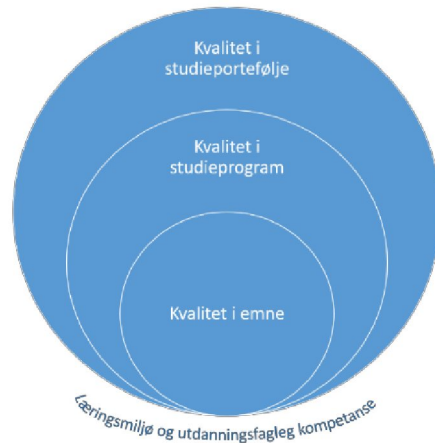 Kvalitet i
studieportefølje
Kvalitet i
studieprogram
Kvalitet i emne
Læringsmiljø og utdanningsfagleg kompetanse